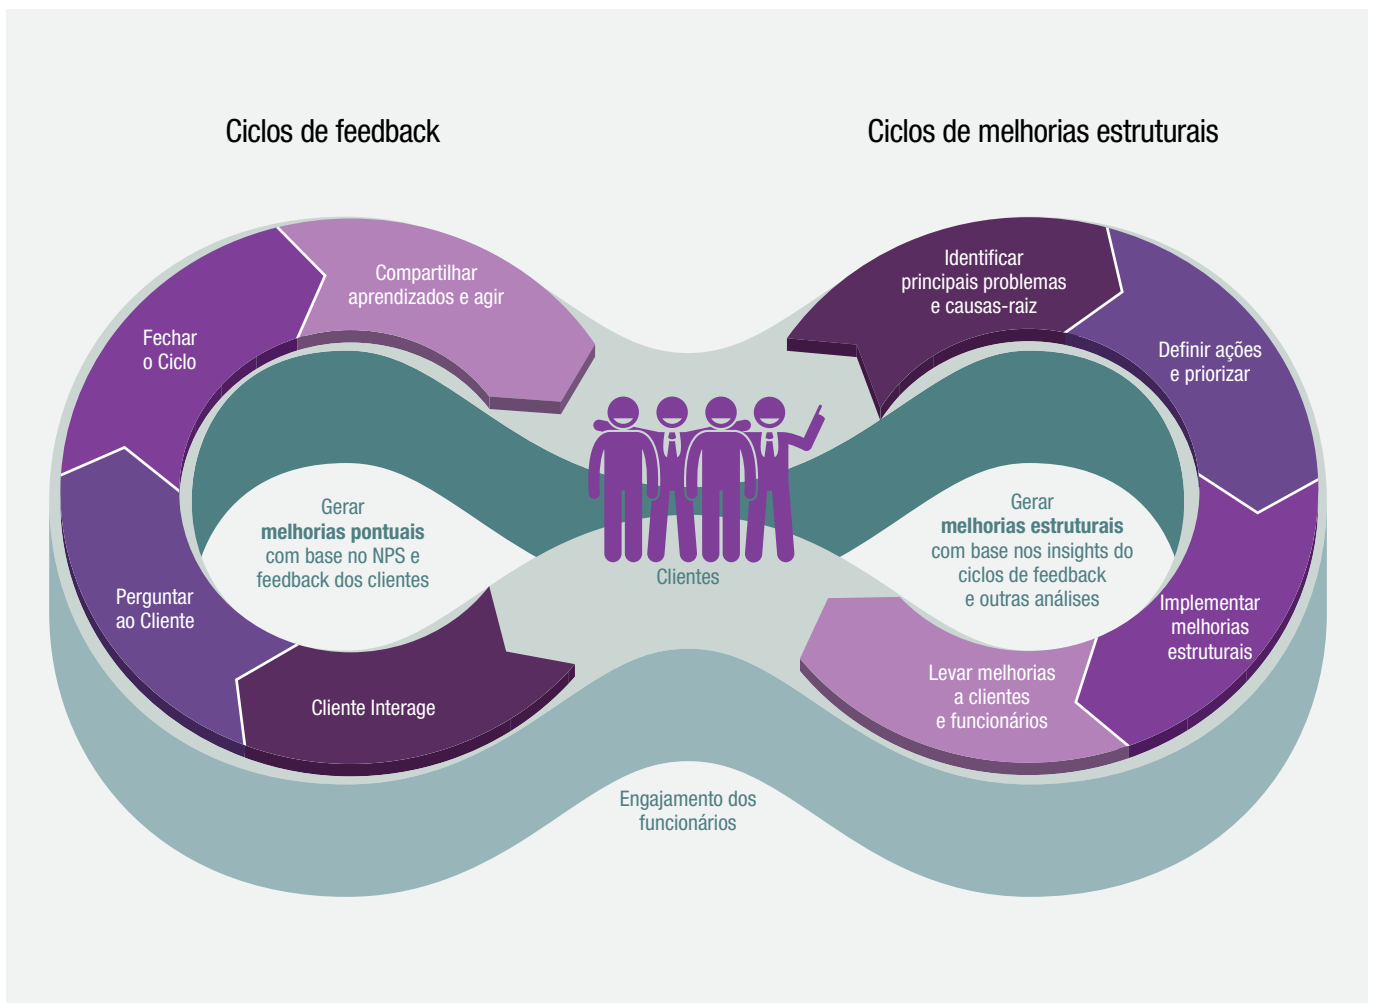 Ciclos de feedback
Ciclos de melhorias estruturais
Compartilhar
aprendizados e agir
Fechar
o Ciclo
Perguntar
ao Cliente
Cliente Interage
Gerar
melhorias pontuais
com base no NPS e
feedback dos clientes
Clientes
Identificar
principais problemas
e causas-raiz
Definir ações
e priorizar
Implementar
melhorias
estruturais
Levar melhorias
a clientes
e funcionários
Gerar
melhorias estruturais
com base nos insights do
ciclos de feedback
e outras análises
Engajamento dos
funcionários